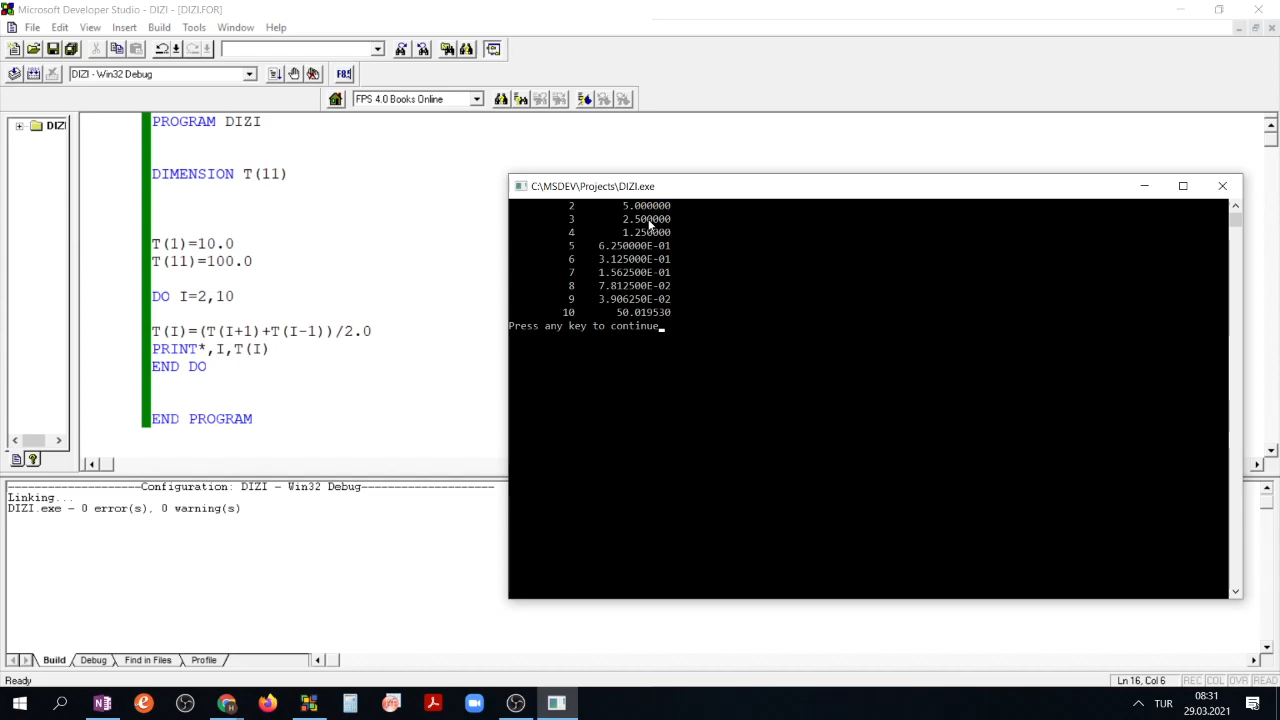 Microsoft Developer Studio - DIZI - [DIZI.FOR]
File Edit View Insert Build Tools Window Help
DIZI - Win32 Debug
FPS 4.0 Books Online
DIZI
PROGRAM DIZI
DIMENSION T(11)
T(1)=10.0
T(11)=100.0
DO I=2,10
T(I)=(T(I+1)+T(I-1))/2.0
PRINT*,I,T(I)
END DO
END PROGRAM
C:\MSDEV\Projects\DIZI.exe
2 5.000000
3 2.500000
4 1.250000
5 6.250000E-01
6 3.125000E-01
7 1.562500E-01
8 7.812500E-02
9 3.906250E-02
10 50.019530
Press any key to continue_
--------------------Configuration: DIZI - Win32 Debug--------------------
Linking...
DIZI.exe - 0 error(s), 0 warning(s)
Build Debug Find in Files Profile
Ready
Ln 16, Col 6 REC COL OVR READ
TUR
08:31
29.03.2021